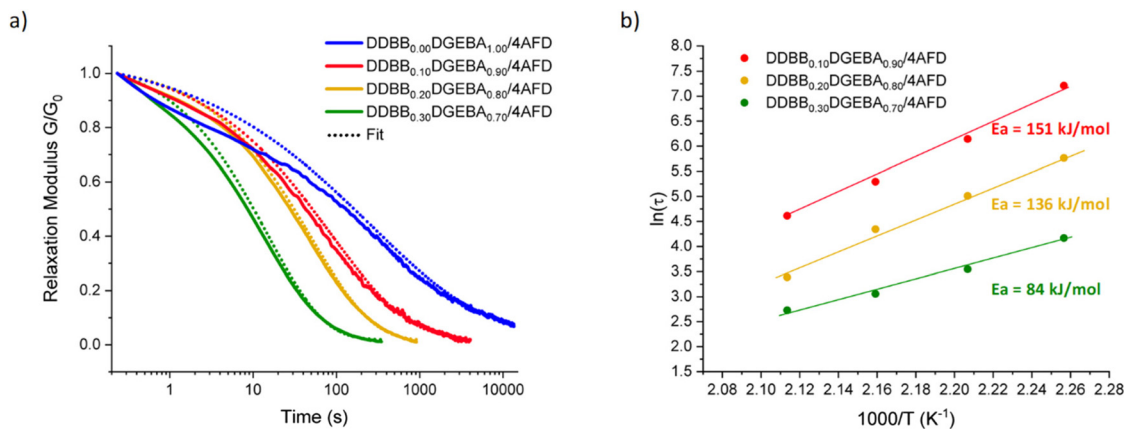 a)
DDBB0.00DGEBA1.00/4AFD
DDBB0.10DGEBA0.90/4AFD
DDBB0.20DGEBA0.80/4AFD
DDBB0.30DGEBA0.70/4AFD
Fit
Relaxation Modulus G/G0
1.0
0.8
0.6
0.4
0.2
0.0
1 10 100 1000 10000
Time (s)
b)
DDBB0.10DGEBA0.90/4AFD
DDBB0.20DGEBA0.80/4AFD
DDBB0.30DGEBA0.70/4AFD
Ea = 151 kJ/mol
Ea = 136 kJ/mol
Ea = 84 kJ/mol
ln(τ)
8.0
7.5
7.0
6.5
6.0
5.5
5.0
4.5
4.0
3.5
3.0
2.5
2.0
1.5
2.08 2.10 2.12 2.14 2.16 2.18 2.20 2.22 2.24 2.26 2.28
1000/T (K-1)